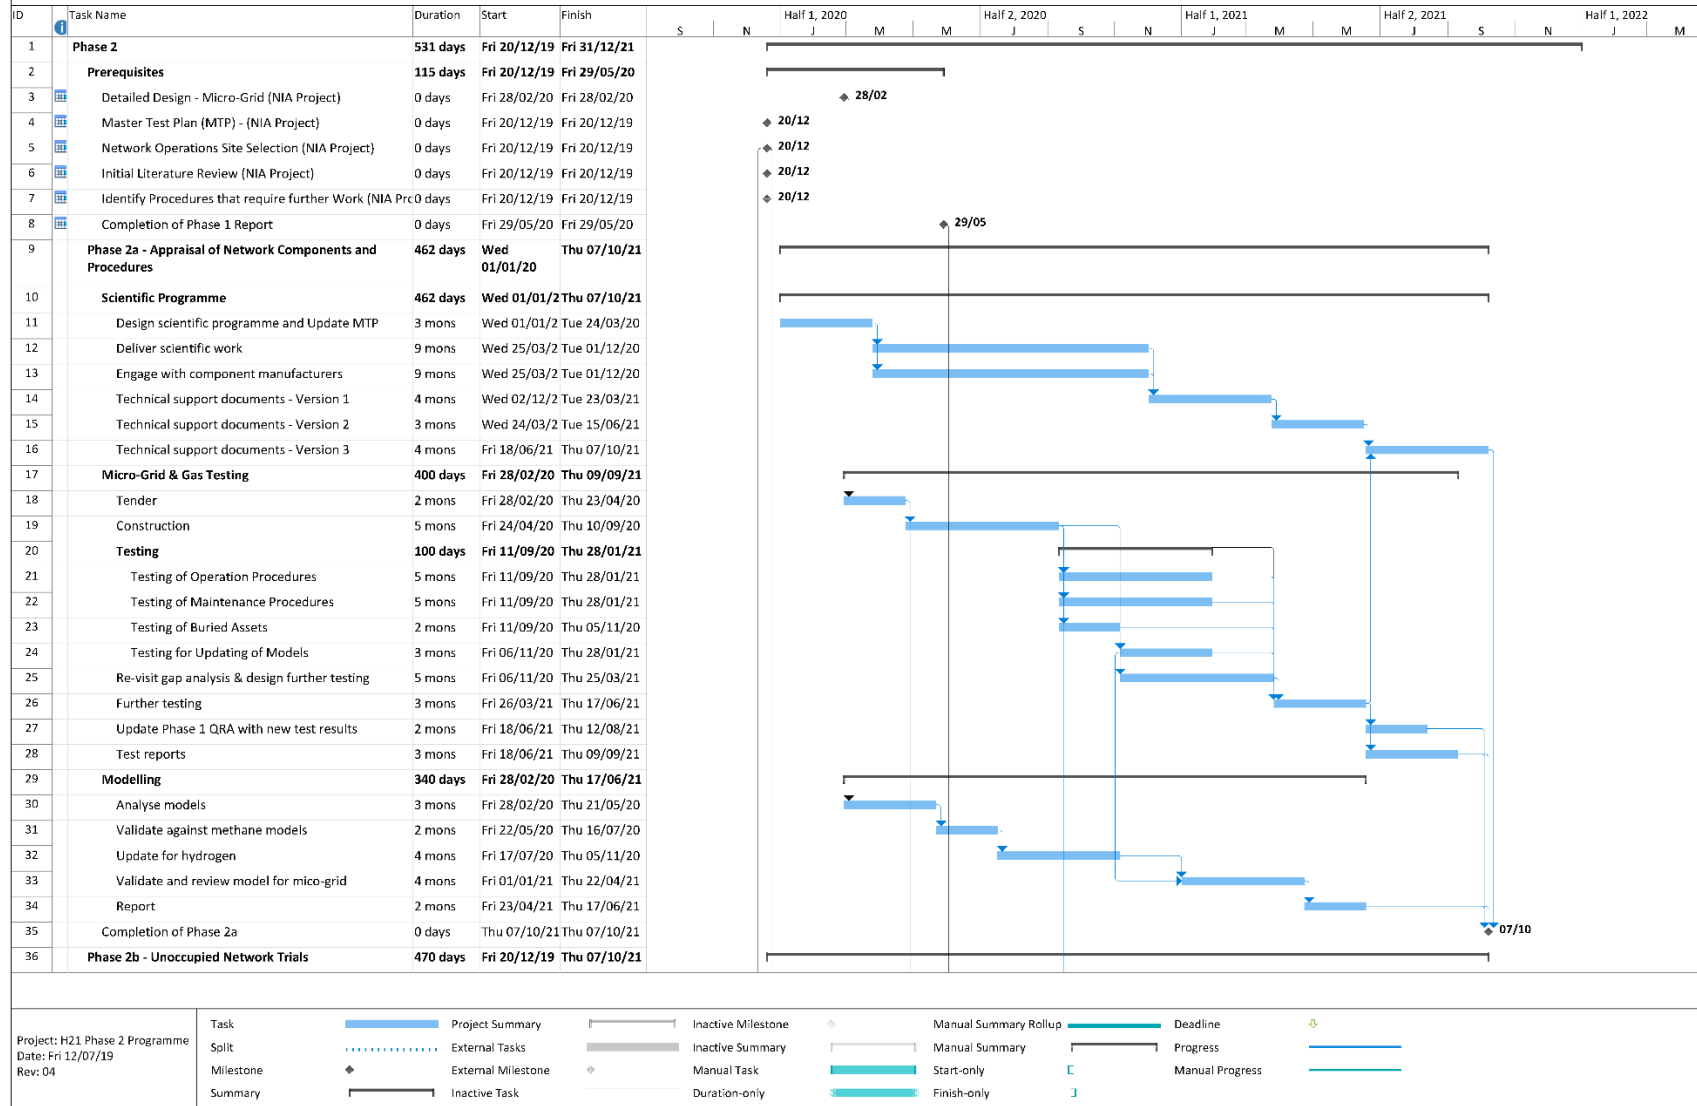 ID Task Name Duration Start Finish Half 1, 2020 Half 2, 2020 Half 1, 2021 Half 2, 2021 Half 1, 2022
S N J M M J S N J M M J S N J M
1 Phase 2 531 days Fri 20/12/19 Fri 31/12/21
2 Prerequisites 115 days Fri 20/12/19 Fri 29/05/20
3 Detailed Design - Micro-Grid (NIA Project) 0 days Fri 28/02/20 Fri 28/02/20 28/02
4 Master Test Plan (MTP) - (NIA Project) 0 days Fri 20/12/19 Fri 20/12/19 20/12
5 Network Operations Site Selection (NIA Project) 0 days Fri 20/12/19 Fri 20/12/19 20/12
6 Initial Literature Review (NIA Project) 0 days Fri 20/12/19 Fri 20/12/19 20/12
7 Identify Procedures that require further Work (NIA Pro 0 days Fri 20/12/19 Fri 20/12/19 20/12
8 Completion of Phase 1 Report 0 days Fri 29/05/20 Fri 29/05/20 29/05
9 Phase 2a - Appraisal of Network Components and 462 days Wed Thu 07/10/21
Procedures 01/01/20
10 Scientific Programme 462 days Wed 01/01/2 Thu 07/10/21
11 Design scientific programme and Update MTP 3 mons Wed 01/01/2 Tue 24/03/20
12 Deliver scientific work 9 mons Wed 25/03/2 Tue 01/12/20
13 Engage with component manufacturers 9 mons Wed 25/03/2 Tue 01/12/20
14 Technical support documents - Version 1 4 mons Wed 02/12/2 Tue 23/03/21
15 Technical support documents - Version 2 3 mons Wed 24/03/2 Tue 15/06/21
16 Technical support documents - Version 3 4 mons Fri 18/06/21 Thu 07/10/21
17 Micro-Grid & Gas Testing 400 days Fri 28/02/20 Thu 09/09/21
18 Tender 2 mons Fri 28/02/20 Thu 23/04/20
19 Construction 5 mons Fri 24/04/20 Thu 10/09/20
20 Testing 100 days Fri 11/09/20 Thu 28/01/21
21 Testing of Operation Procedures 5 mons Fri 11/09/20 Thu 28/01/21
22 Testing of Maintenance Procedures 5 mons Fri 11/09/20 Thu 28/01/21
23 Testing of Buried Assets 2 mons Fri 11/09/20 Thu 05/11/20
24 Testing for Updating of Models 3 mons Fri 06/11/20 Thu 28/01/21
25 Re-visit gap analysis & design further testing 5 mons Fri 06/11/20 Thu 25/03/21
26 Further testing 3 mons Fri 26/03/21 Thu 17/06/21
27 Update Phase 1 QRA with new test results 2 mons Fri 18/06/21 Thu 12/08/21
28 Test reports 3 mons Fri 18/06/21 Thu 09/09/21
29 Modelling 340 days Fri 28/02/20 Thu 17/06/21
30 Analyse models 3 mons Fri 28/02/20 Thu 21/05/20
31 Validate against methane models 2 mons Fri 22/05/20 Thu 16/07/20
32 Update for hydrogen 4 mons Fri 17/07/20 Thu 05/11/20
33 Validate and review model for mico-grid 4 mons Fri 01/01/21 Thu 22/04/21
34 Report 2 mons Fri 23/04/21 Thu 17/06/21
35 Completion of Phase 2a 0 days Thu 07/10/21 Thu 07/10/21 07/10
36 Phase 2b - Unoccupied Network Trials 470 days Fri 20/12/19 Thu 07/10/21
Project: H21 Phase 2 Programme
Date: Fri 12/07/19
Rev: 04
Task Project Summary Inactive Milestone Manual Summary Rollup Deadline
Split External Tasks Inactive Summary Manual Summary Progress
Milestone External Milestone Manual Task Start-only Manual Progress
Summary Inactive Task Duration-only Finish-only